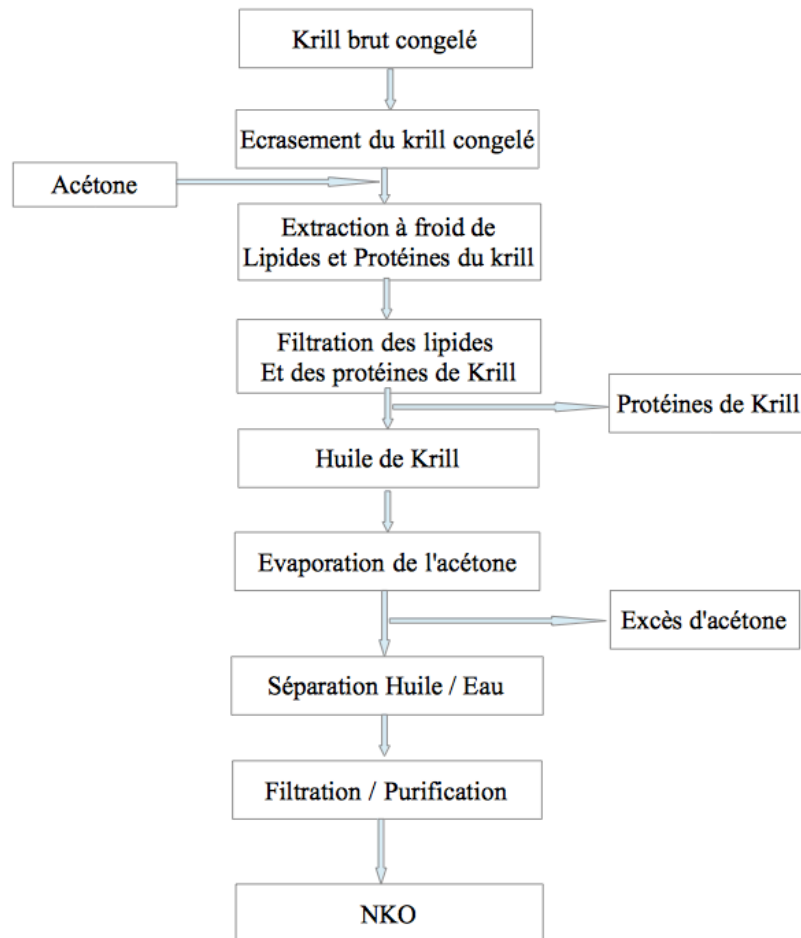 Krill brut congelé
Ecrasement du krill congelé
Acétone
Extraction à froid de
Lipides et Protéines du krill
Filtration des lipides
Et des protéines de Krill
Protéines de Krill
Huile de Krill
Evaporation de l'acétone
Excès d'acétone
Séparation Huile / Eau
Filtration / Purification
NKO